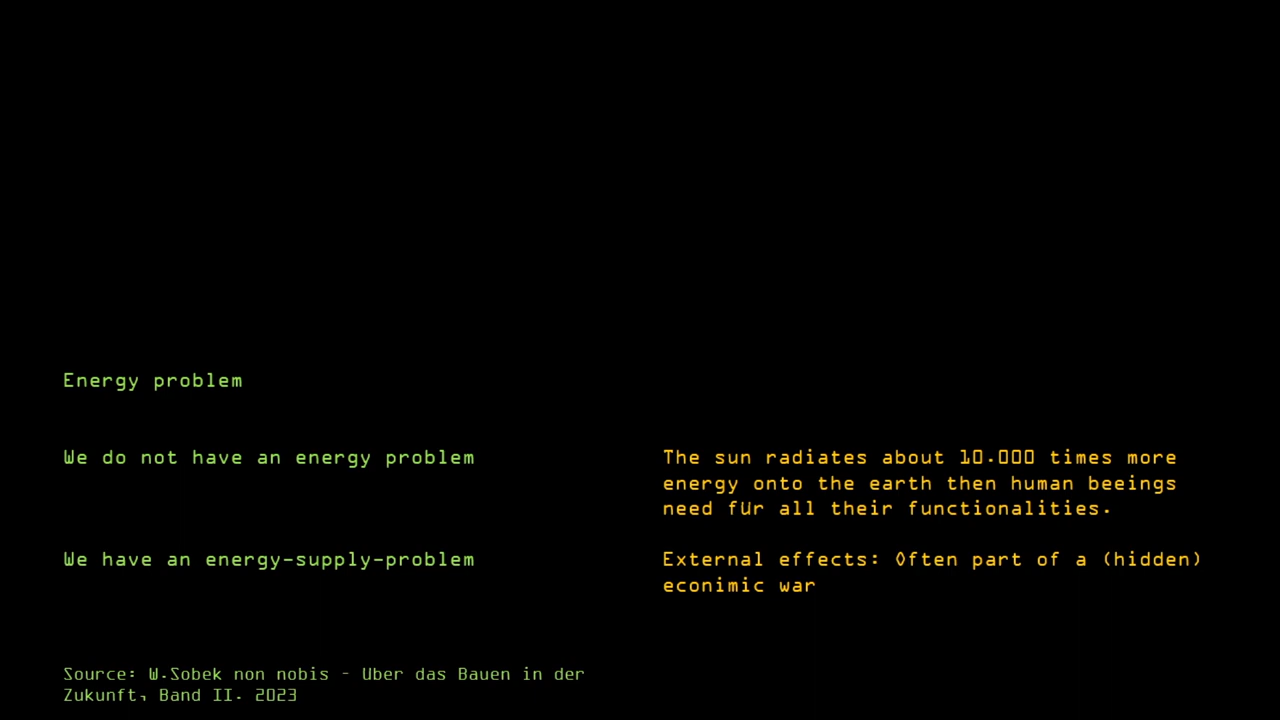 Energy problem
We do not have an energy problem
The sun radiates about 10.000 times more
energy onto the earth then human beeings
need fUr all their functionalities.
We have an energy-supply-problem
External effects: Often part of a (hidden)
econimic war
Source: W.Sobek non nobis - Uber das Bauen in der
Zukunft, Band II. 2023